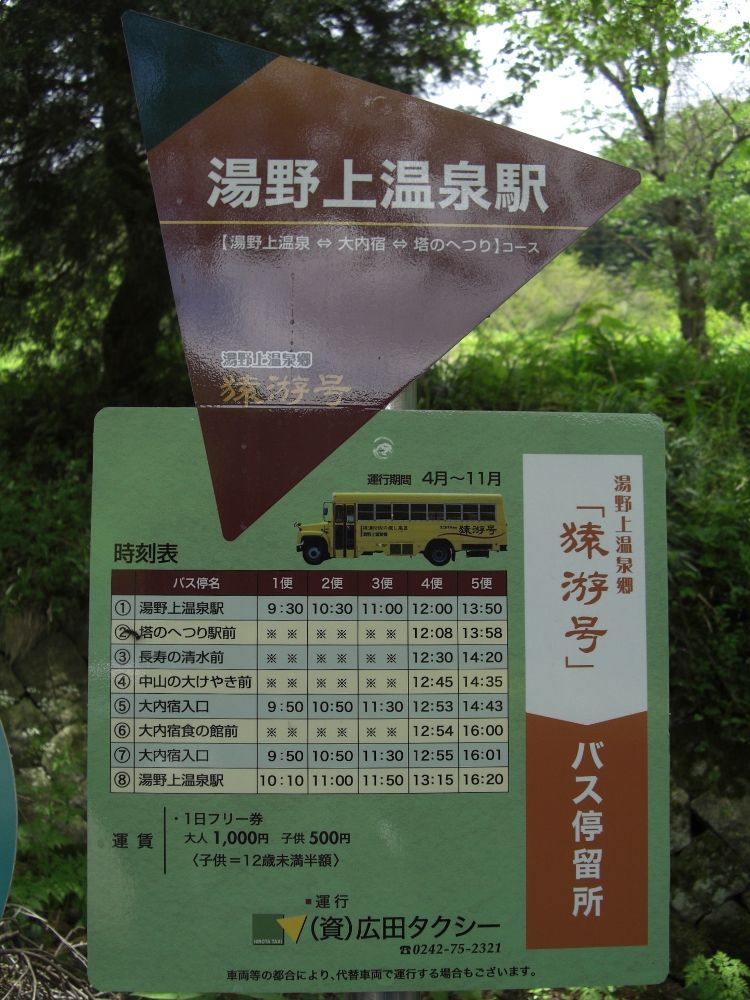 湯野上温泉駅
【湯野上温泉 ⇔ 大内宿 ⇔ 塔のへつり】コース
湯野上温泉郷
猿游号
運行期間 4月～11月
猿游号
時刻表
バス停名 1便 2便 3便 4便 5便
① 湯野上温泉駅 9:30 10:30 11:00 12:00 13:50
② 塔のへつり駅前 ※ ※ ※ ※ ※ ※ 12:08 13:58
③ 長寿の清水前 ※ ※ ※ ※ ※ ※ 12:30 14:20
④ 中山の大けやき前 ※ ※ ※ ※ ※ ※ 12:45 14:35
⑤ 大内宿入口 9:50 10:50 11:30 12:53 14:43
⑥ 大内宿食の館前 ※ ※ ※ ※ ※ ※ 12:54 16:00
⑦ 大内宿入口 9:50 10:50 11:30 12:55 16:01
⑧ 湯野上温泉駅 10:10 11:00 11:50 13:15 16:20
運賃
・1日フリー券
大人 1,000円 子供 500円
〈子供＝12歳未満半額〉
▪運行
HIROTA TAXI
(資)広田タクシー
☎0242-75-2321
車両等の都合により、代替車両で運行する場合もございます。
湯野上温泉郷
「猿游号」
バス停留所